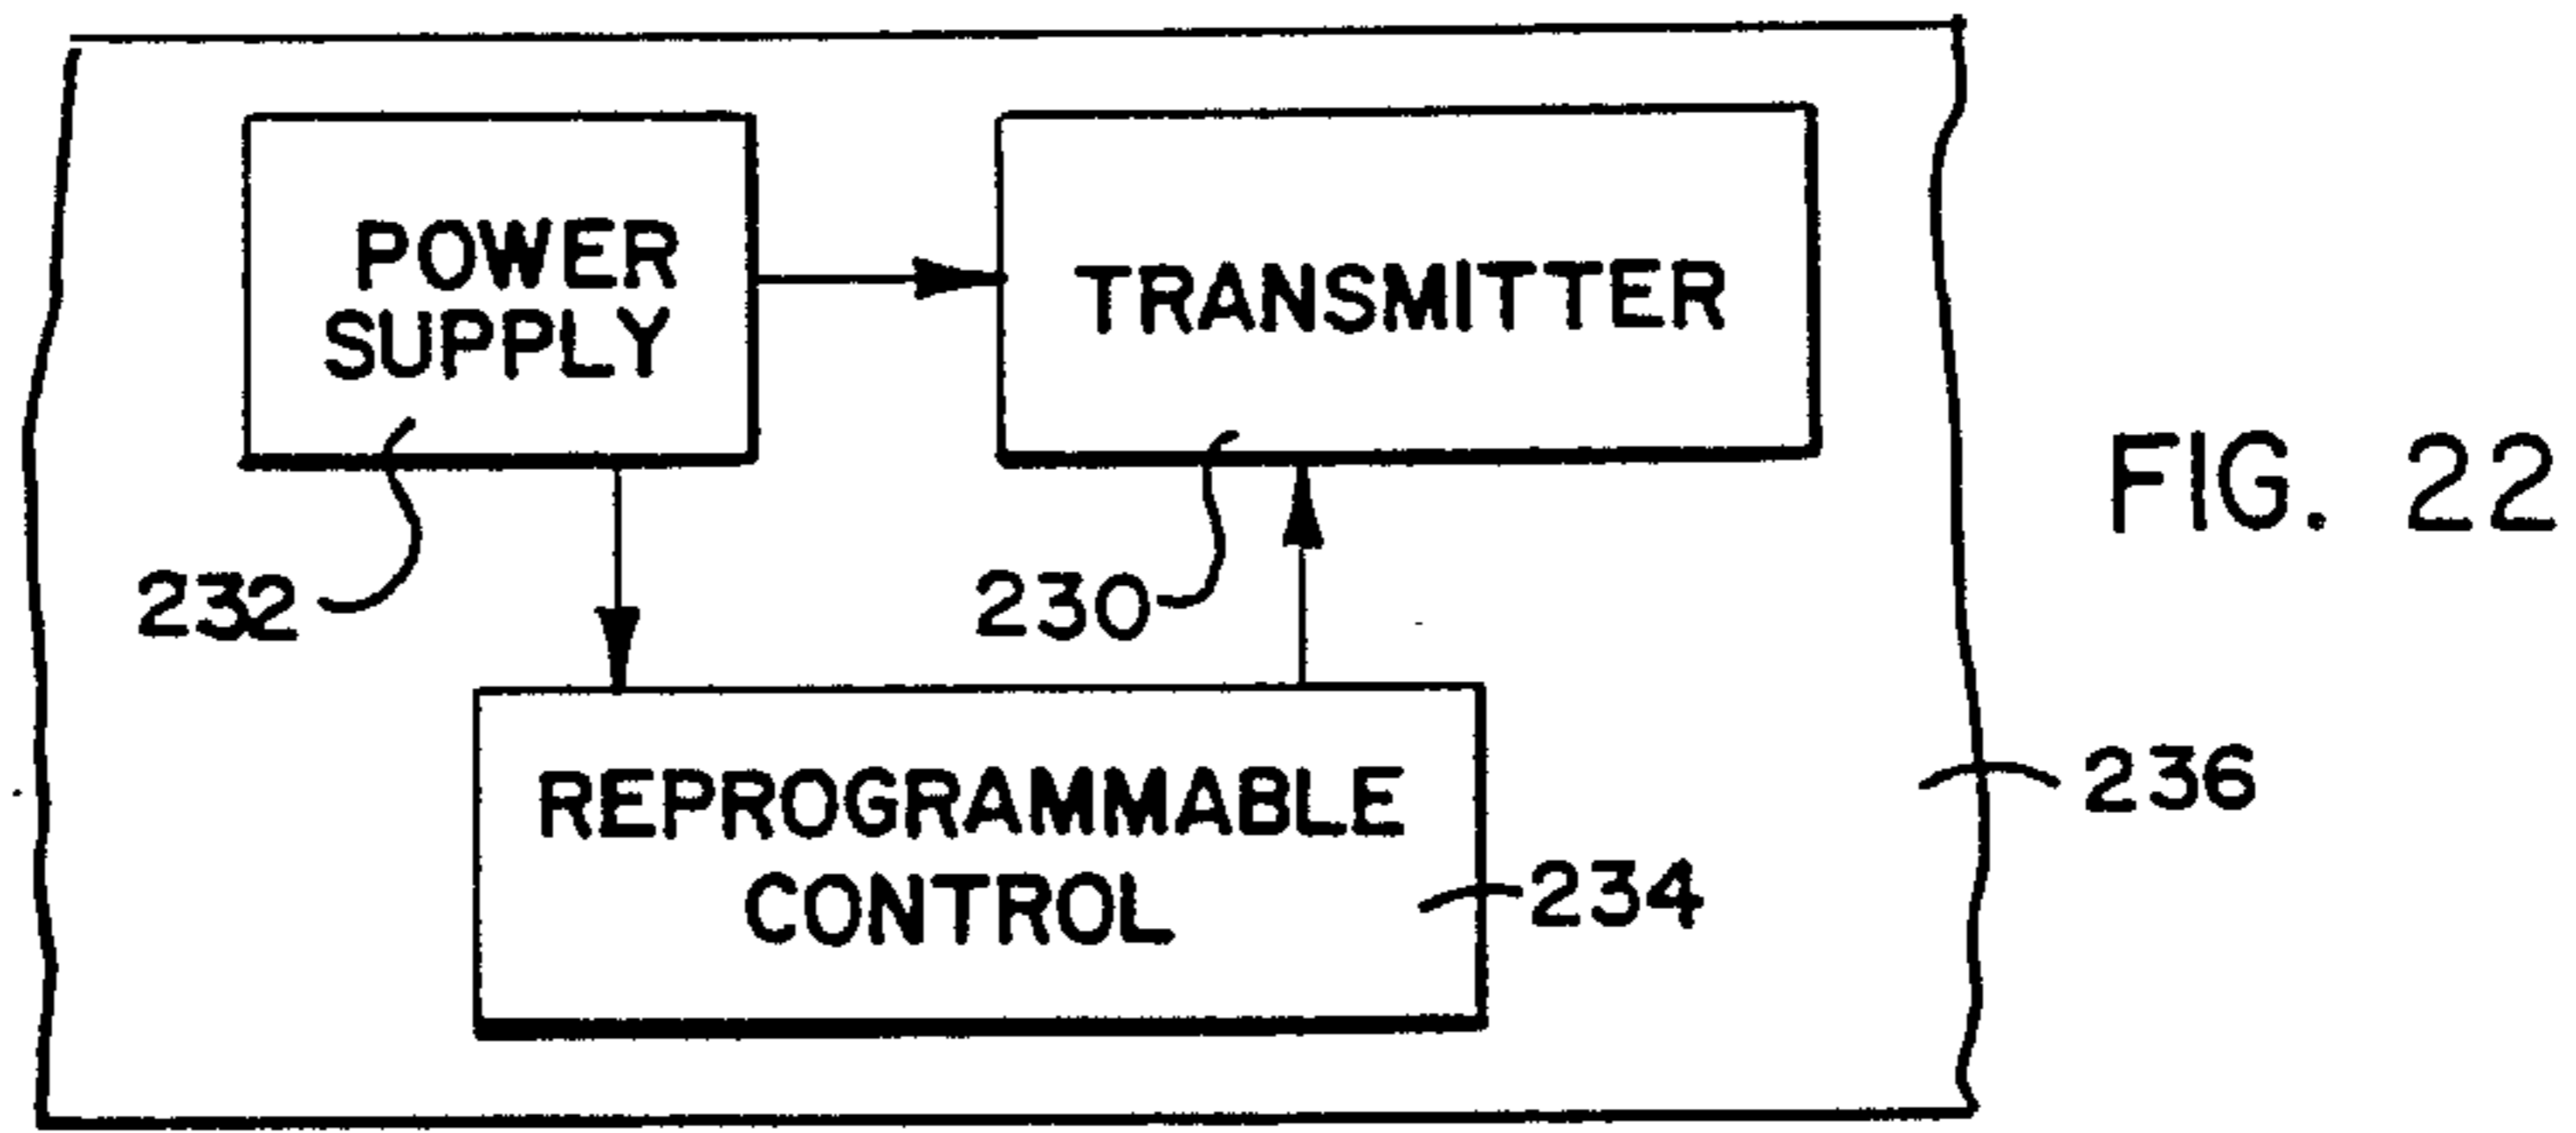 POWER
SUPPLY
TRANSMITTER
232
230
REPROGRAMMABLE
CONTROL
234
236
FIG. 22